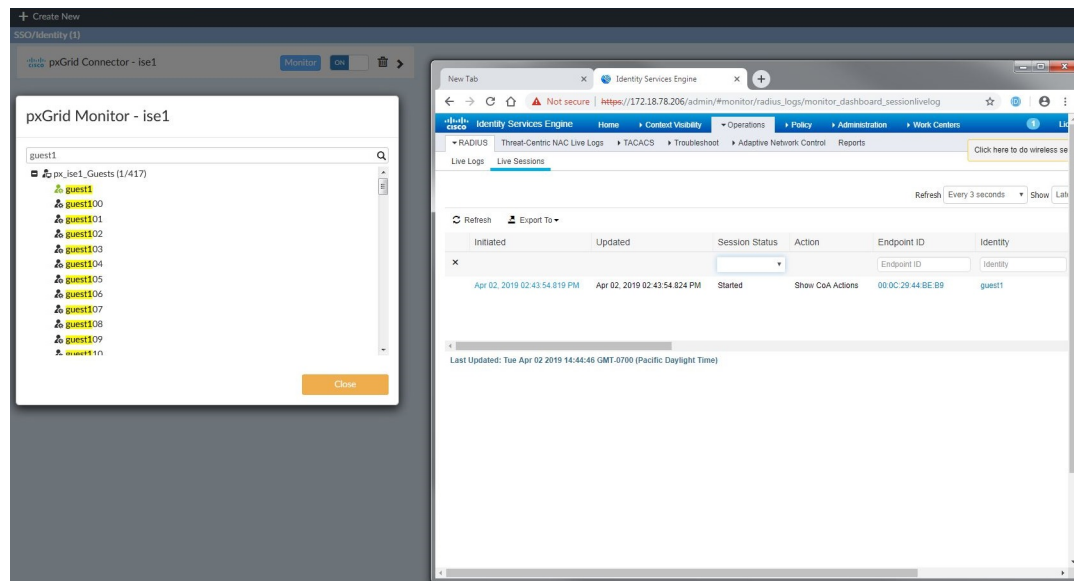 + Create New
SSO/Identity (1)
cisco pxGrid Connector - ise1 Monitor ON
pxGrid Monitor - ise1
guest1
px_ise1_Guests (1/417)
guest1
guest100
guest101
guest102
guest103
guest104
guest105
guest106
guest107
guest108
guest109
guest110
Close
New Tab Identity Services Engine
Not secure | https://172.18.78.206/admin/#monitor/radius_logs/monitor_dashboard_sessionlivelog
cisco Identity Services Engine Home Context Visibility Operations Policy Administration Work Centers 1
RADIUS Threat-Centric NAC Live Logs TACACS Troubleshoot Adaptive Network Control Reports
Click here to do wireless se
Live Logs Live Sessions
Refresh Every 3 seconds Show
Refresh Export To
Initiated Updated Session Status Action Endpoint ID Identity
Endpoint ID Identity
Apr 02, 2019 02:43:54.819 PM Apr 02, 2019 02:43:54.824 PM Started Show CoA Actions 00:0C:29:44:BE:B9 guest1
Last Updated: Tue Apr 02 2019 14:44:46 GMT-0700 (Pacific Daylight Time)